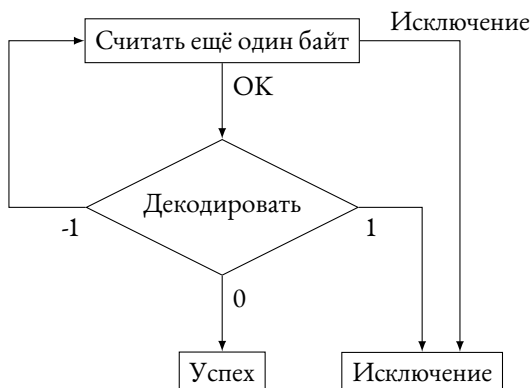 Исключение
Считать ещё один байт
OK
Декодировать
-1
1
0
Успех
Исключение